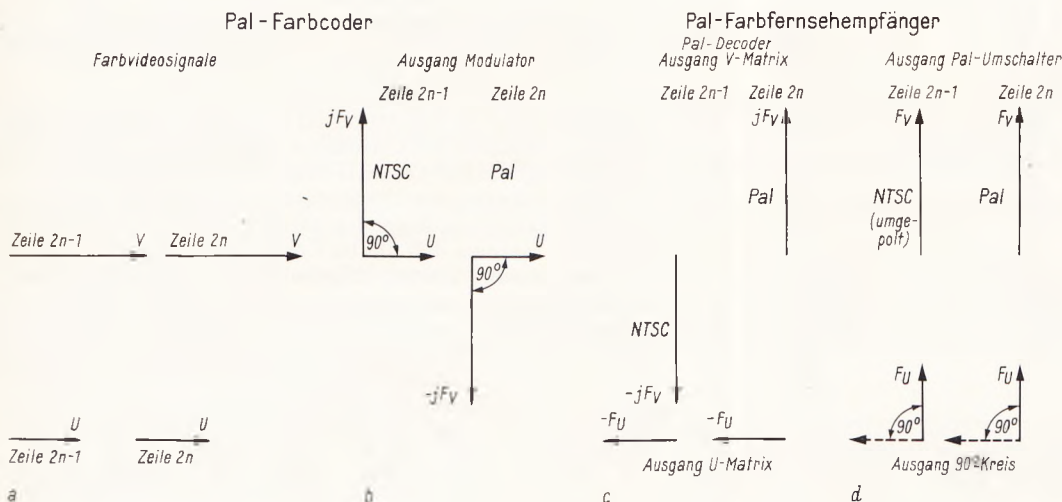 Pal-Farbcoder
Pal-Farbfernsehempfänger
Farbvideosignale
Ausgang Modulator
Pal-Decoder
Ausgang V-Matrix
Ausgang Pal-Umschalter
Zeile 2n-1 Zeile 2n
Zeile 2n-1 Zeile 2n
Zeile 2n-1 Zeile 2n
jFv
jFv
Fv
Fv
NTSC
Pal
Pal
NTSC
(umge-
polt)
Pal
Zeile 2n-1 V
Zeile 2n V
90°
U
U
90°
NTSC
-jFv
-jFv
FU
FU
U
U
-FU
-FU
90°
90°
Zeile 2n-1 Zeile 2n
Ausgang U-Matrix
Ausgang 90°-Kreis
a
b
c
d